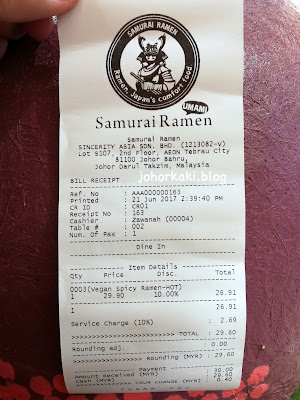 SAMURAI RAMEN
Ramen, Japan's comfort food
UMAMI
Samurai Ramen
Samurai Ramen
SINCERITY ASIA SDN. BHD. (1213082-v)
Lot S107, 2nd Floor, AEON Tebrau City
81100 Johor Bahru,
Johor Darul Takzim, Malaysia
johorkaki.blog
BILL RECEIPT
Ref. No : AAA000000163
Printed : 21 Jun 2017 2:39:40 PM
CR ID : CR01
Receipt No : 163
Cashier : Zawanah (00004)
Table # : 002
Num. Of Pax : 1
Dine In
Item Details
Qty Price Disc. Total
0003(Vegan Spicy Ramen-HOT)
1 29.90 10.00% 26.91
1 26.91
Service Charge (10%) : 2.69
>>>>>>>>>>>>>>>>>>>> TOTAL : 29.60
Rounding adj. : 0.00
>>>>>>>>>>>>>> Rounding (MYR) : 29.60
Payment
Amount Received (MYR) : 30.00
CASH (MYR) : 29.60
YOUR CHANGE (MYR) : 0.40